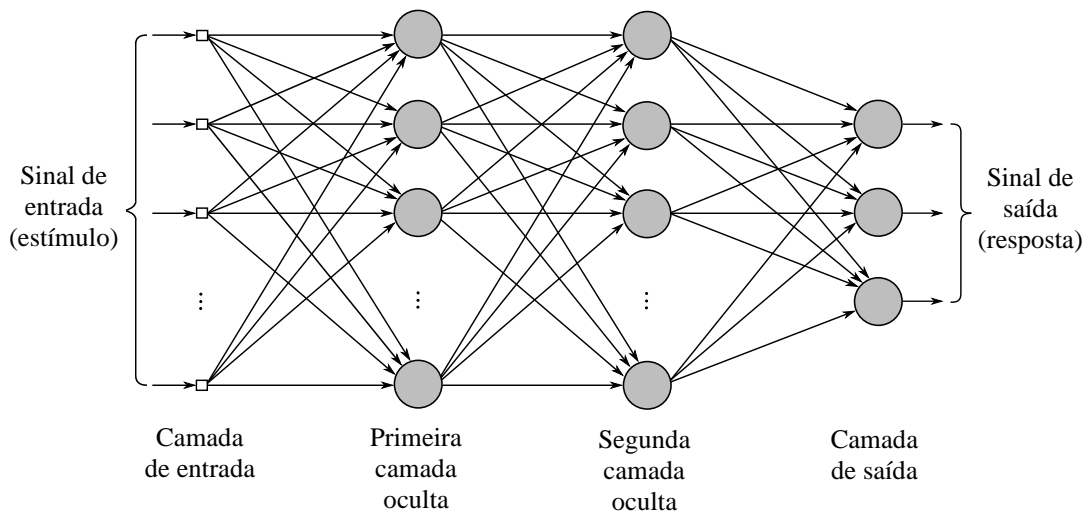 Sinal de
entrada
(estímulo)
Sinal de
saída
(resposta)
Camada
de entrada
Primeira
camada
oculta
Segunda
camada
oculta
Camada
de saída